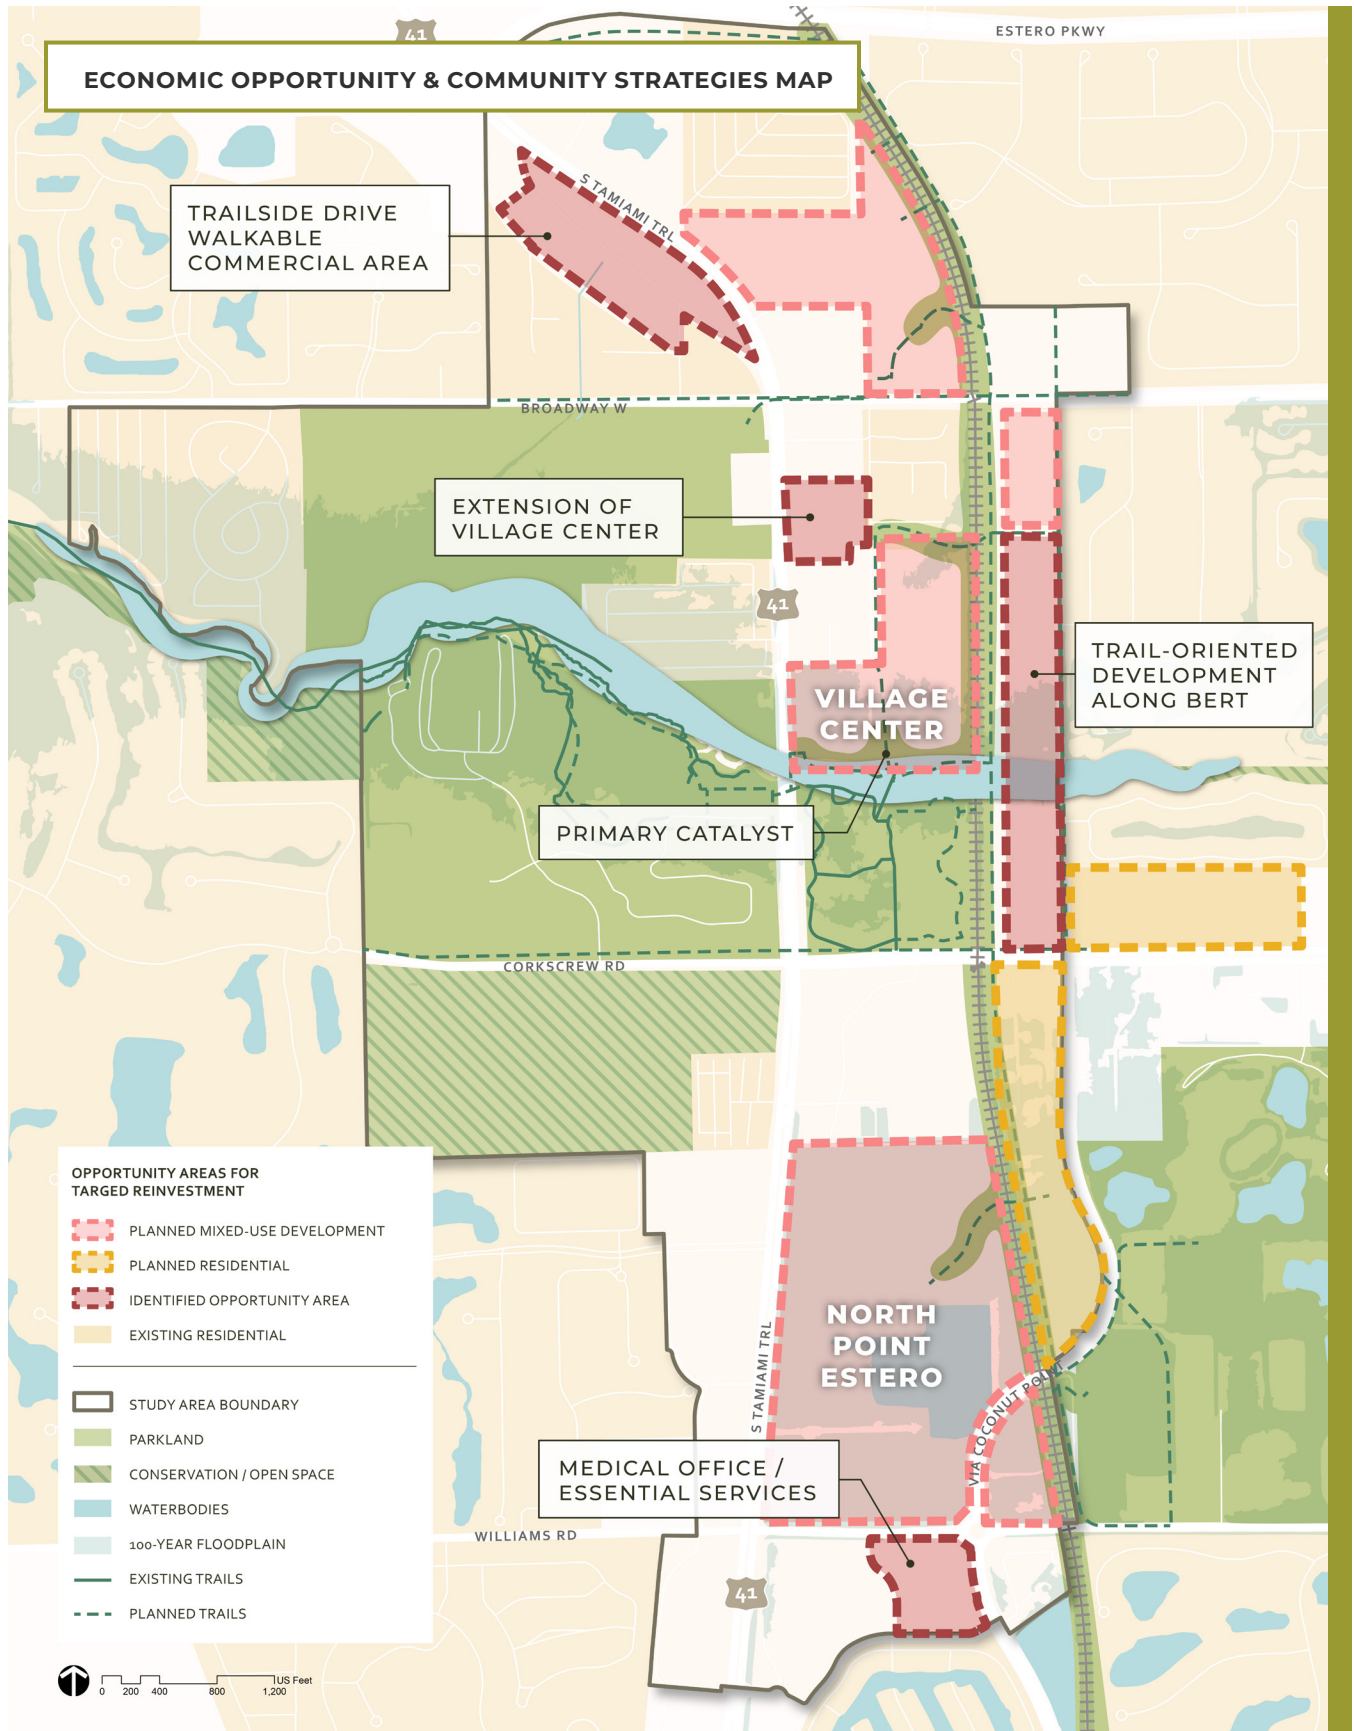 41
ESTERO PKWY
ECONOMIC OPPORTUNITY & COMMUNITY STRATEGIES MAP
S TAMIAMI TRL
TRAILSIDE DRIVE
WALKABLE
COMMERCIAL AREA
BROADWAY W
EXTENSION OF
VILLAGE CENTER
41
TRAIL-ORIENTED
DEVELOPMENT
ALONG BERT
VILLAGE
CENTER
PRIMARY CATALYST
CORKSCREW RD
OPPORTUNITY AREAS FOR
TARGED REINVESTMENT
PLANNED MIXED-USE DEVELOPMENT
PLANNED RESIDENTIAL
IDENTIFIED OPPORTUNITY AREA
EXISTING RESIDENTIAL
STUDY AREA BOUNDARY
PARKLAND
CONSERVATION / OPEN SPACE
WATERBODIES
100-YEAR FLOODPLAIN
EXISTING TRAILS
PLANNED TRAILS
NORTH
POINT
ESTERO
S TAMIAMI TRL
VIA COCONUT POINT
MEDICAL OFFICE /
ESSENTIAL SERVICES
WILLIAMS RD
41
US Feet
0 200 400 800 1,200